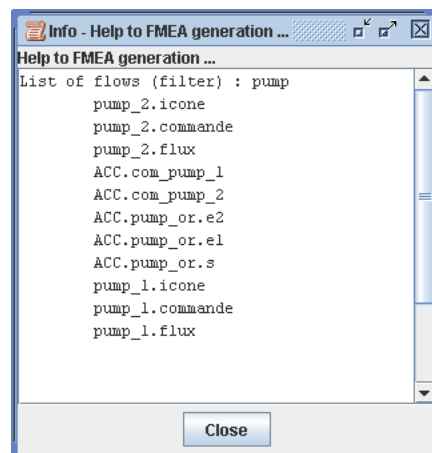 Info - Help to FMEA generation ...
Help to FMEA generation ...
List of flows (filter) : pump
pump_2.icone
pump_2.commande
pump_2.flux
ACC.com_pump_1
ACC.com_pump_2
ACC.pump_or.e2
ACC.pump_or.e1
ACC.pump_or.s
pump_1.icone
pump_1.commande
pump_1.flux
Close